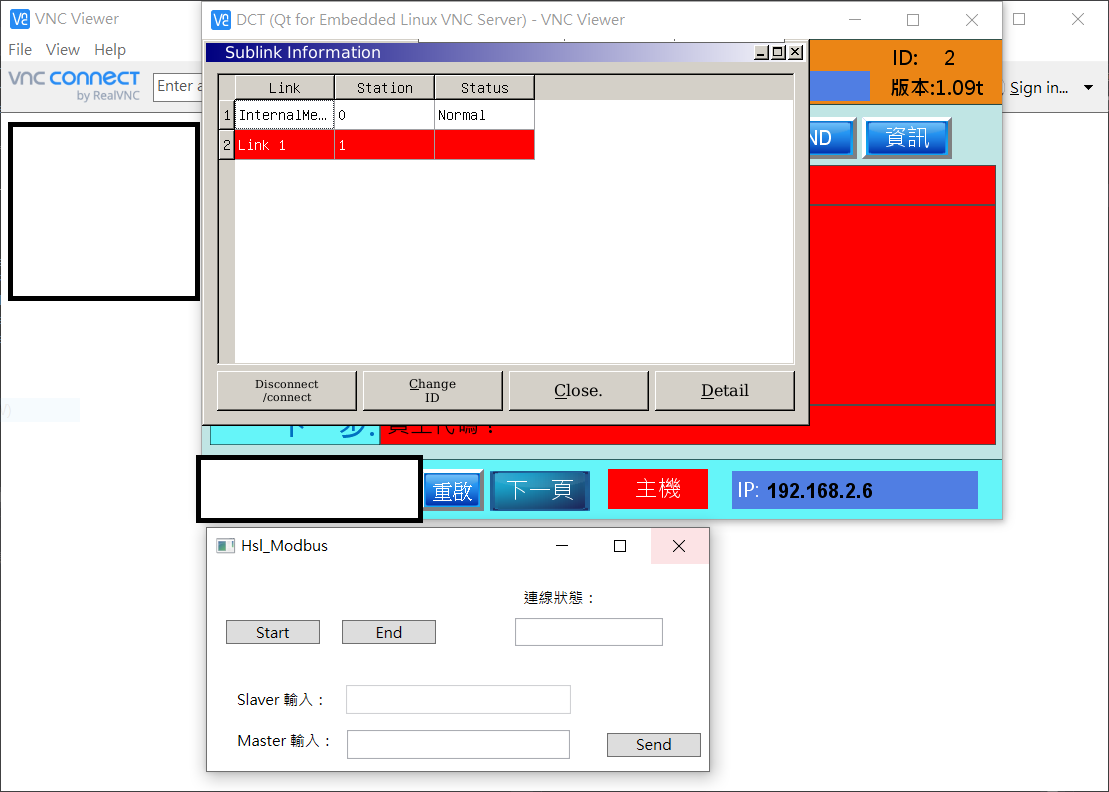 VNC Viewer
DCT (Qt for Embedded Linux VNC Server) - VNC Viewer
File View Help
vnc connect
by RealVNC
Enter a
Sign in...
Sublink Information
Link Station Status
1 InternalMe... 0 Normal
2 Link 1 1
Disconnect
/connect
Change
ID
Close.
Detail
ID: 2
版本:1.09t
ND
資訊
重啟
下一頁
主機
IP: 192.168.2.6
Hsl_Modbus
連線狀態：
Start
End
Slaver 輸入：
Master 輸入：
Send